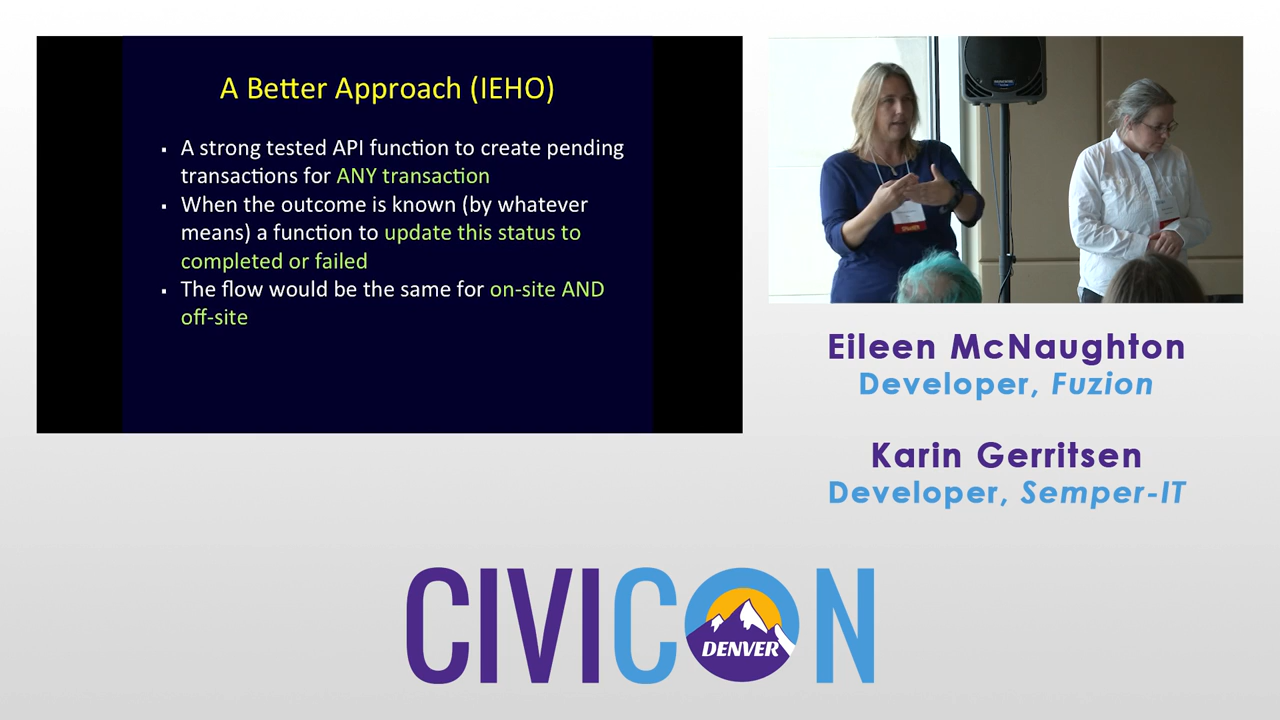 A Better Approach (IEHO)
▪ A strong tested API function to create pending
transactions for ANY transaction
▪ When the outcome is known (by whatever
means) a function to update this status to
completed or failed
▪ The flow would be the same for on-site AND
off-site
Eileen McNaughton
Developer, Fuzion
Karin Gerritsen
Developer, Semper-IT
CIVICON
DENVER